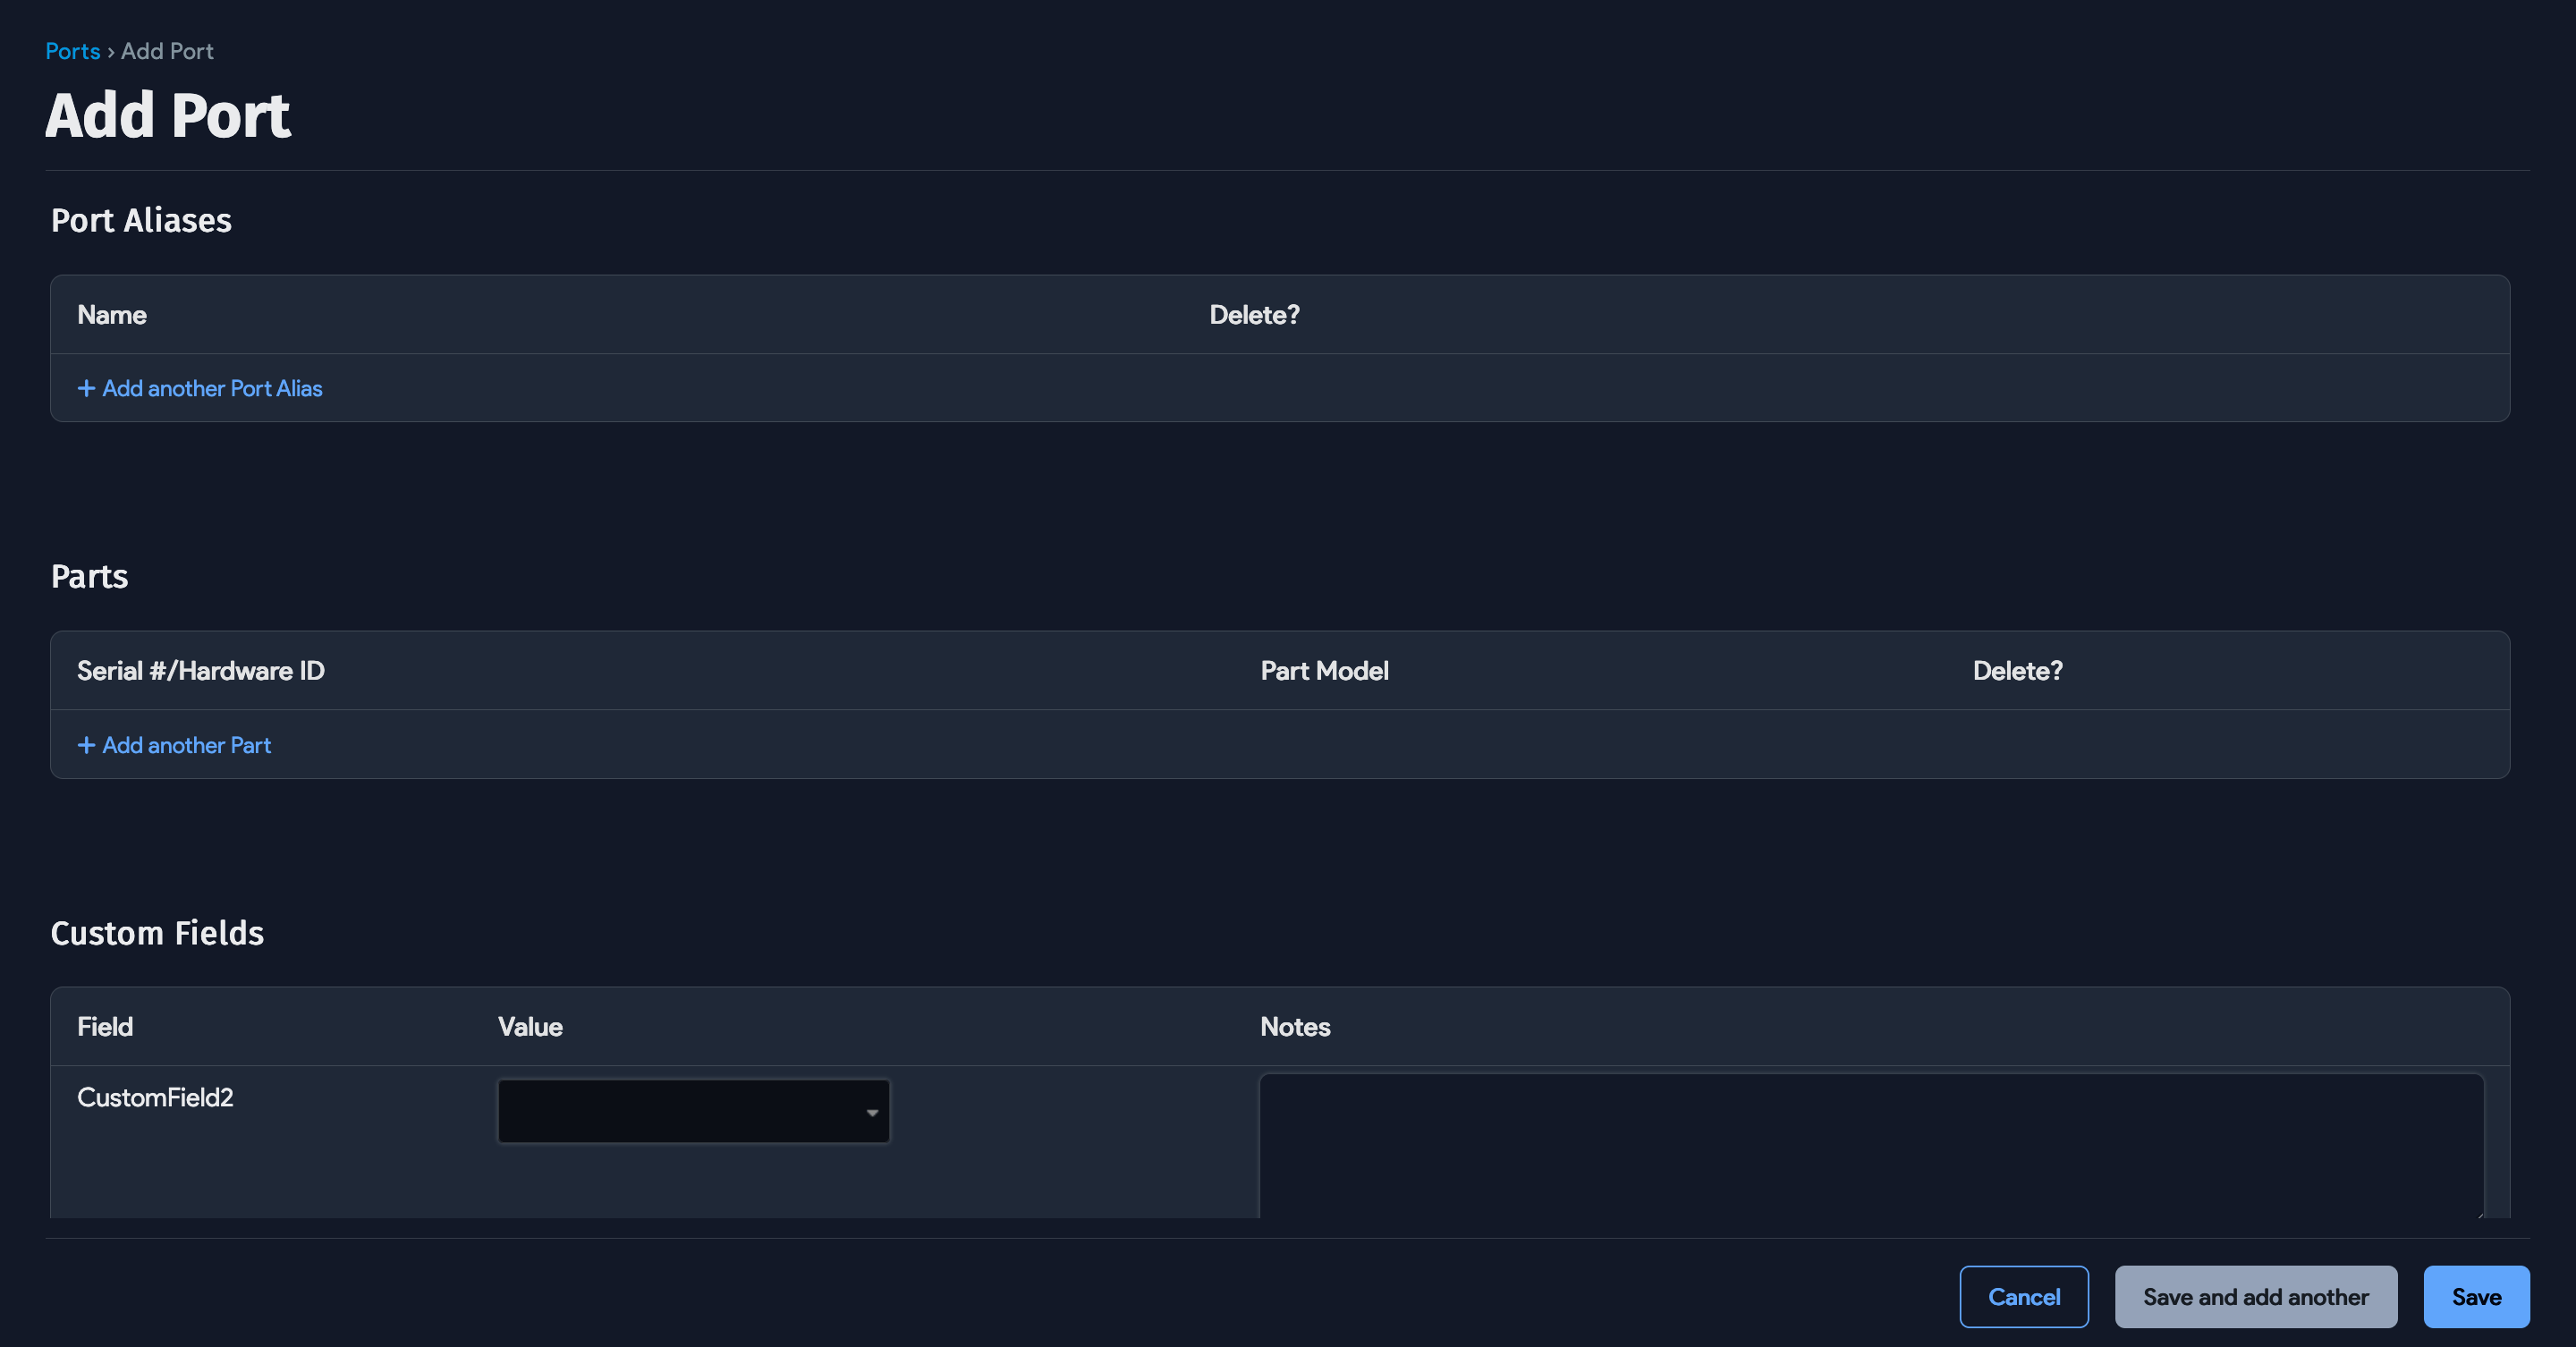 Ports › Add Port
Add Port
Port Aliases
Name Delete?
+ Add another Port Alias
Parts
Serial #/Hardware ID Part Model Delete?
+ Add another Part
Custom Fields
Field Value Notes
CustomField2
Cancel Save and add another Save